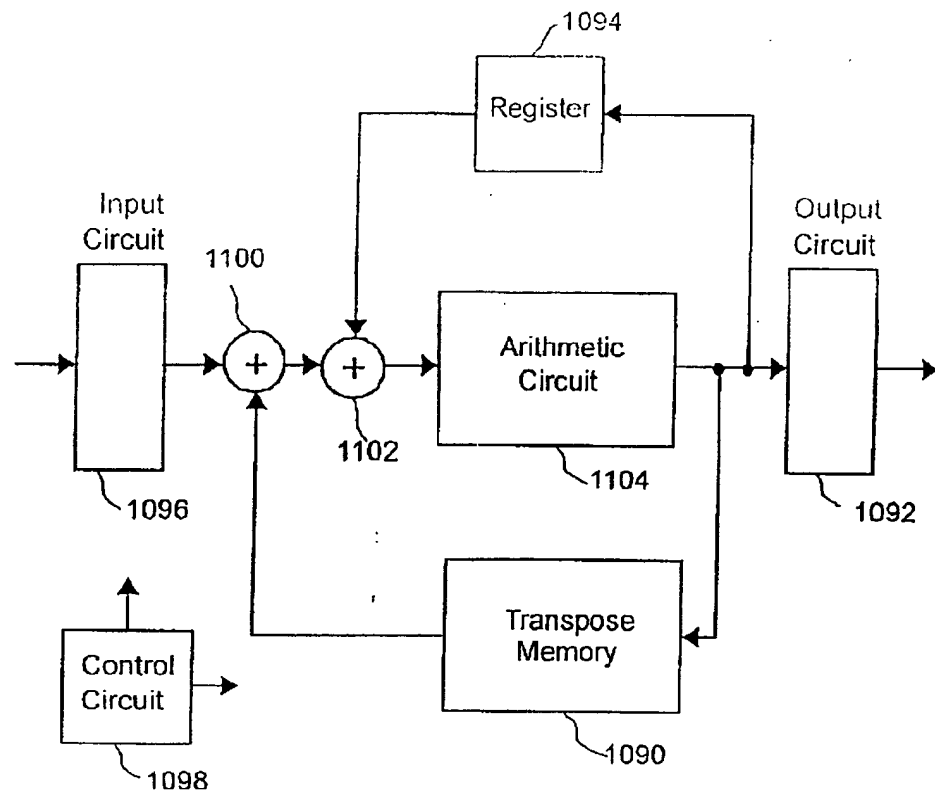 1094
Register
Input
Circuit
Output
Circuit
1100
+
+
Arithmetic
Circuit
1102
1104
1096
1092
Transpose
Memory
Control
Circuit
1090
1098